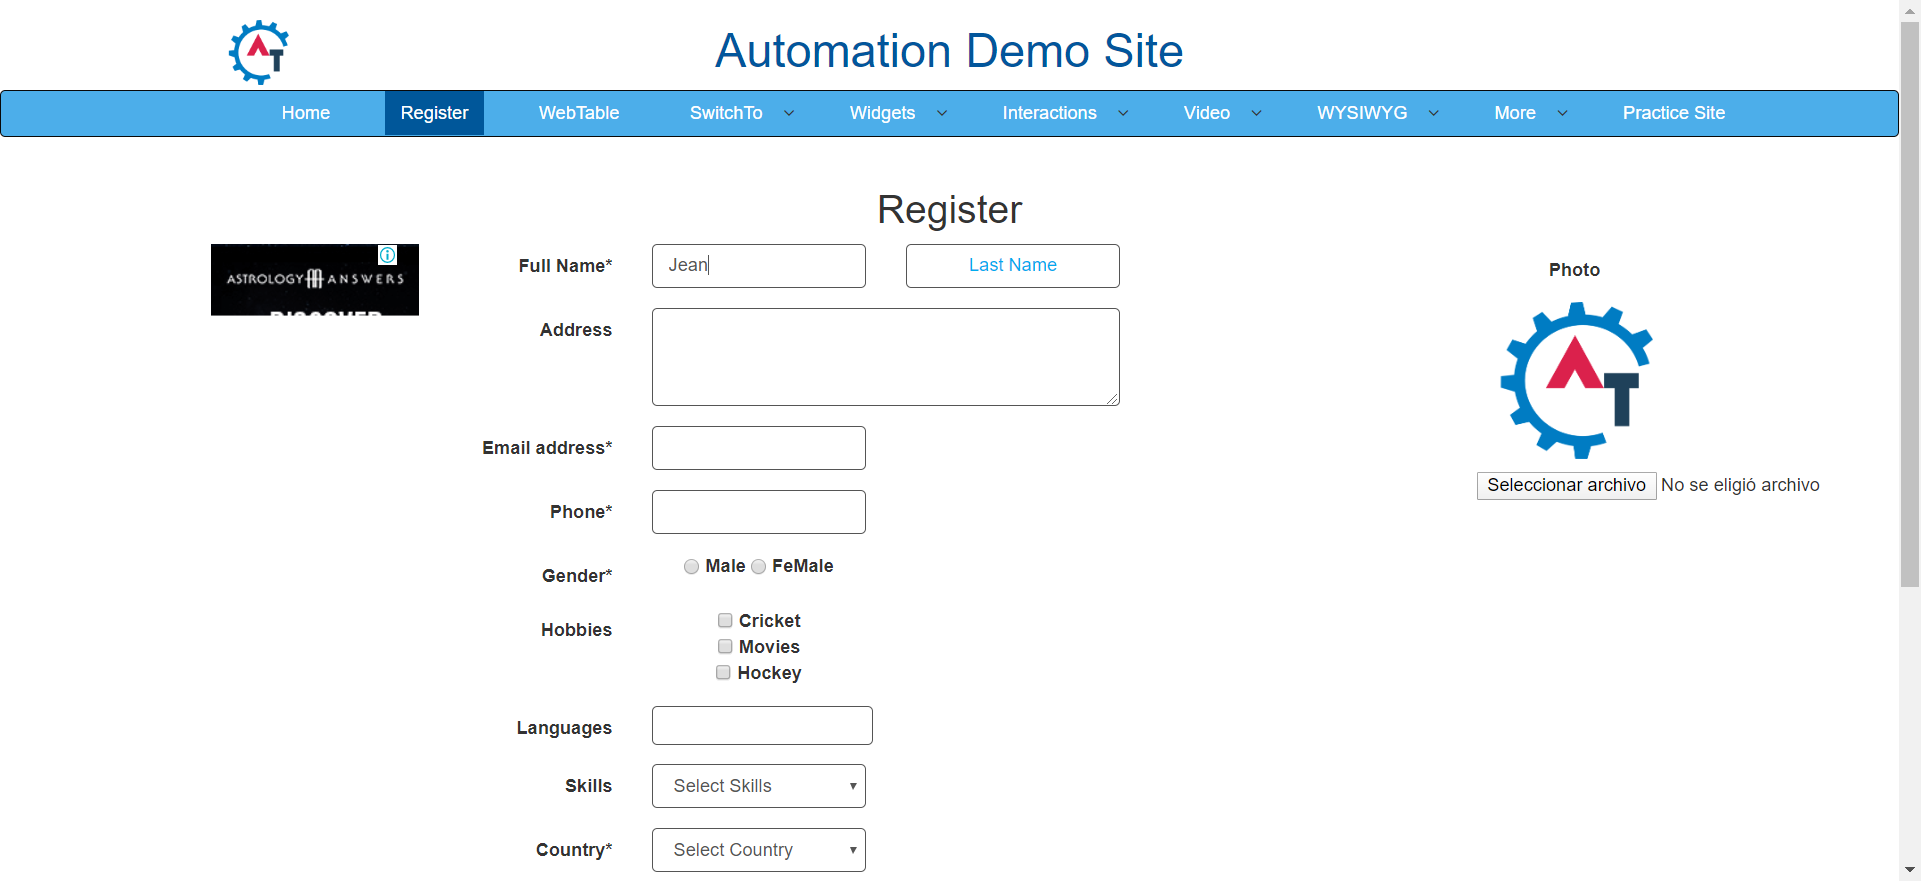 Automation Demo Site
Home Register WebTable SwitchTo Widgets Interactions Video WYSIWYG More Practice Site
Register
ASTROLOGY ANSWERS
Full Name* Jean Last Name
Photo
Address
Email address*
Seleccionar archivo No se eligió archivo
Phone*
Gender* Male FeMale
Hobbies Cricket
Movies
Hockey
Languages
Skills Select Skills
Country* Select Country